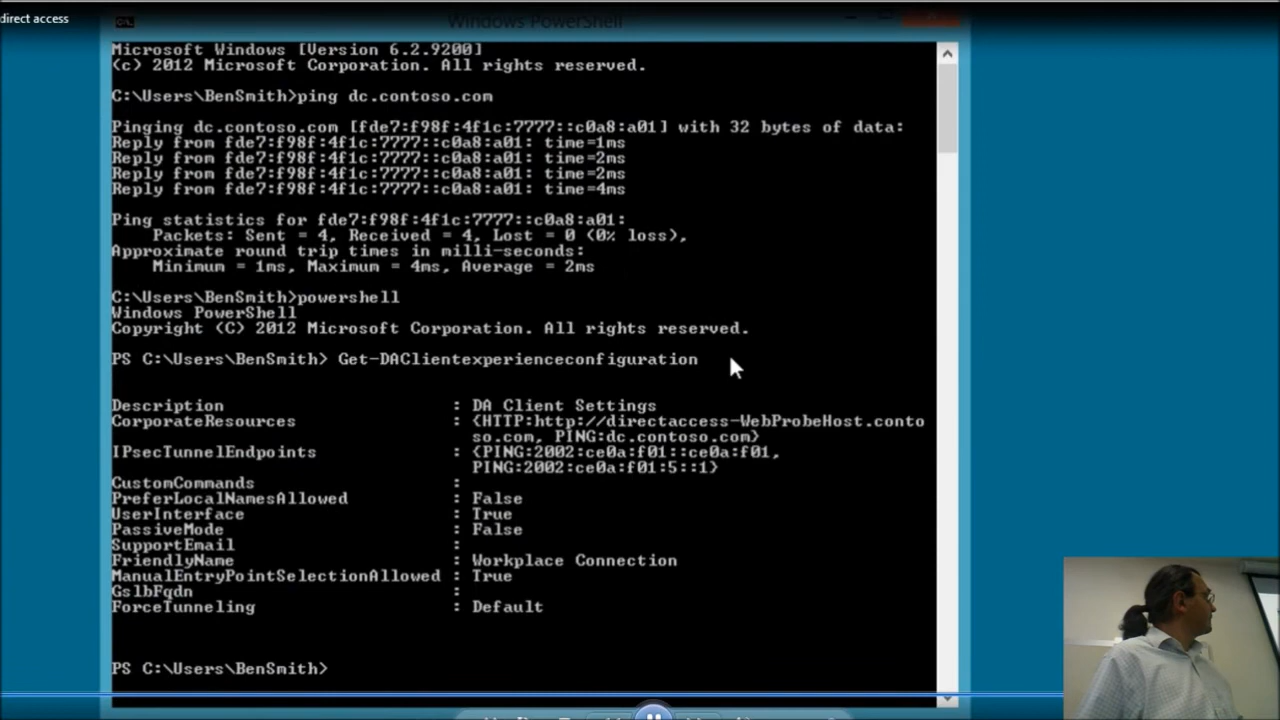 direct access
Windows PowerShell
Microsoft Windows [Version 6.2.9200]
(c) 2012 Microsoft Corporation. All rights reserved.
C:\Users\BenSmith>ping dc.contoso.com
Pinging dc.contoso.com [fde7:f98f:4f1c:7777::c0a8:a01] with 32 bytes of data:
Reply from fde7:f98f:4f1c:7777::c0a8:a01: time=1ms
Reply from fde7:f98f:4f1c:7777::c0a8:a01: time=2ms
Reply from fde7:f98f:4f1c:7777::c0a8:a01: time=2ms
Reply from fde7:f98f:4f1c:7777::c0a8:a01: time=4ms
Ping statistics for fde7:f98f:4f1c:7777::c0a8:a01:
Packets: Sent = 4, Received = 4, Lost = 0 (0% loss),
Approximate round trip times in milli-seconds:
Minimum = 1ms, Maximum = 4ms, Average = 2ms
C:\Users\BenSmith>powershell
Windows PowerShell
Copyright (C) 2012 Microsoft Corporation. All rights reserved.
PS C:\Users\BenSmith> Get-DAClientexperienceconfiguration
Description : DA Client Settings
CorporateResources : {HTTP:http://directaccess-WebProbeHost.conto
so.com, PING:dc.contoso.com}
IPsecTunnelEndpoints : {PING:2002:ce0a:f01::ce0a:f01,
PING:2002:ce0a:f01:5::1}
CustomCommands :
PreferLocalNamesAllowed : False
UserInterface : True
PassiveMode : False
SupportEmail :
FriendlyName : Workplace Connection
ManualEntryPointSelectionAllowed : True
GslbFqdn :
ForceTunneling : Default
PS C:\Users\BenSmith>